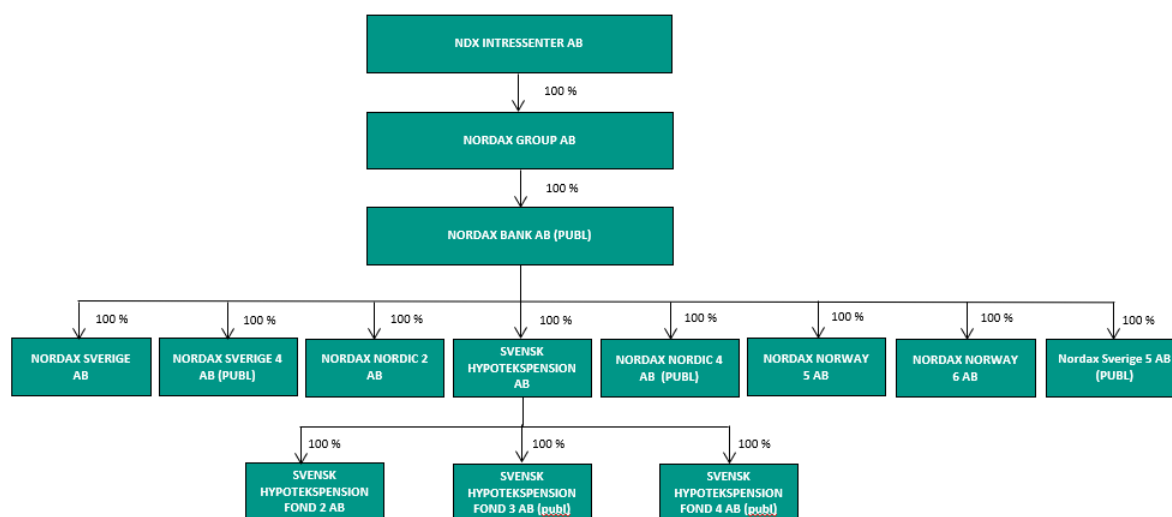 NDX INTRESSENTER AB
100 %
NORDAX GROUP AB
100 %
NORDAX BANK AB (PUBL)
100 %
100 %
100 %
100 %
100 %
100 %
100 %
100 %
NORDAX SVERIGE
AB
NORDAX SVERIGE 4
AB (PUBL)
NORDAX NORDIC 2
AB
SVENSK
HYPOTEKSPENSION
AB
NORDAX NORDIC 4
AB (PUBL)
NORDAX NORWAY
5 AB
NORDAX NORWAY
6 AB
Nordax Sverige 5 AB
(PUBL)
100 %
100 %
100 %
SVENSK
HYPOTEKSPENSION
FOND 2 AB
SVENSK
HYPOTEKSPENSION
FOND 3 AB (publ)
SVENSK
HYPOTEKSPENSION
FOND 4 AB (publ)